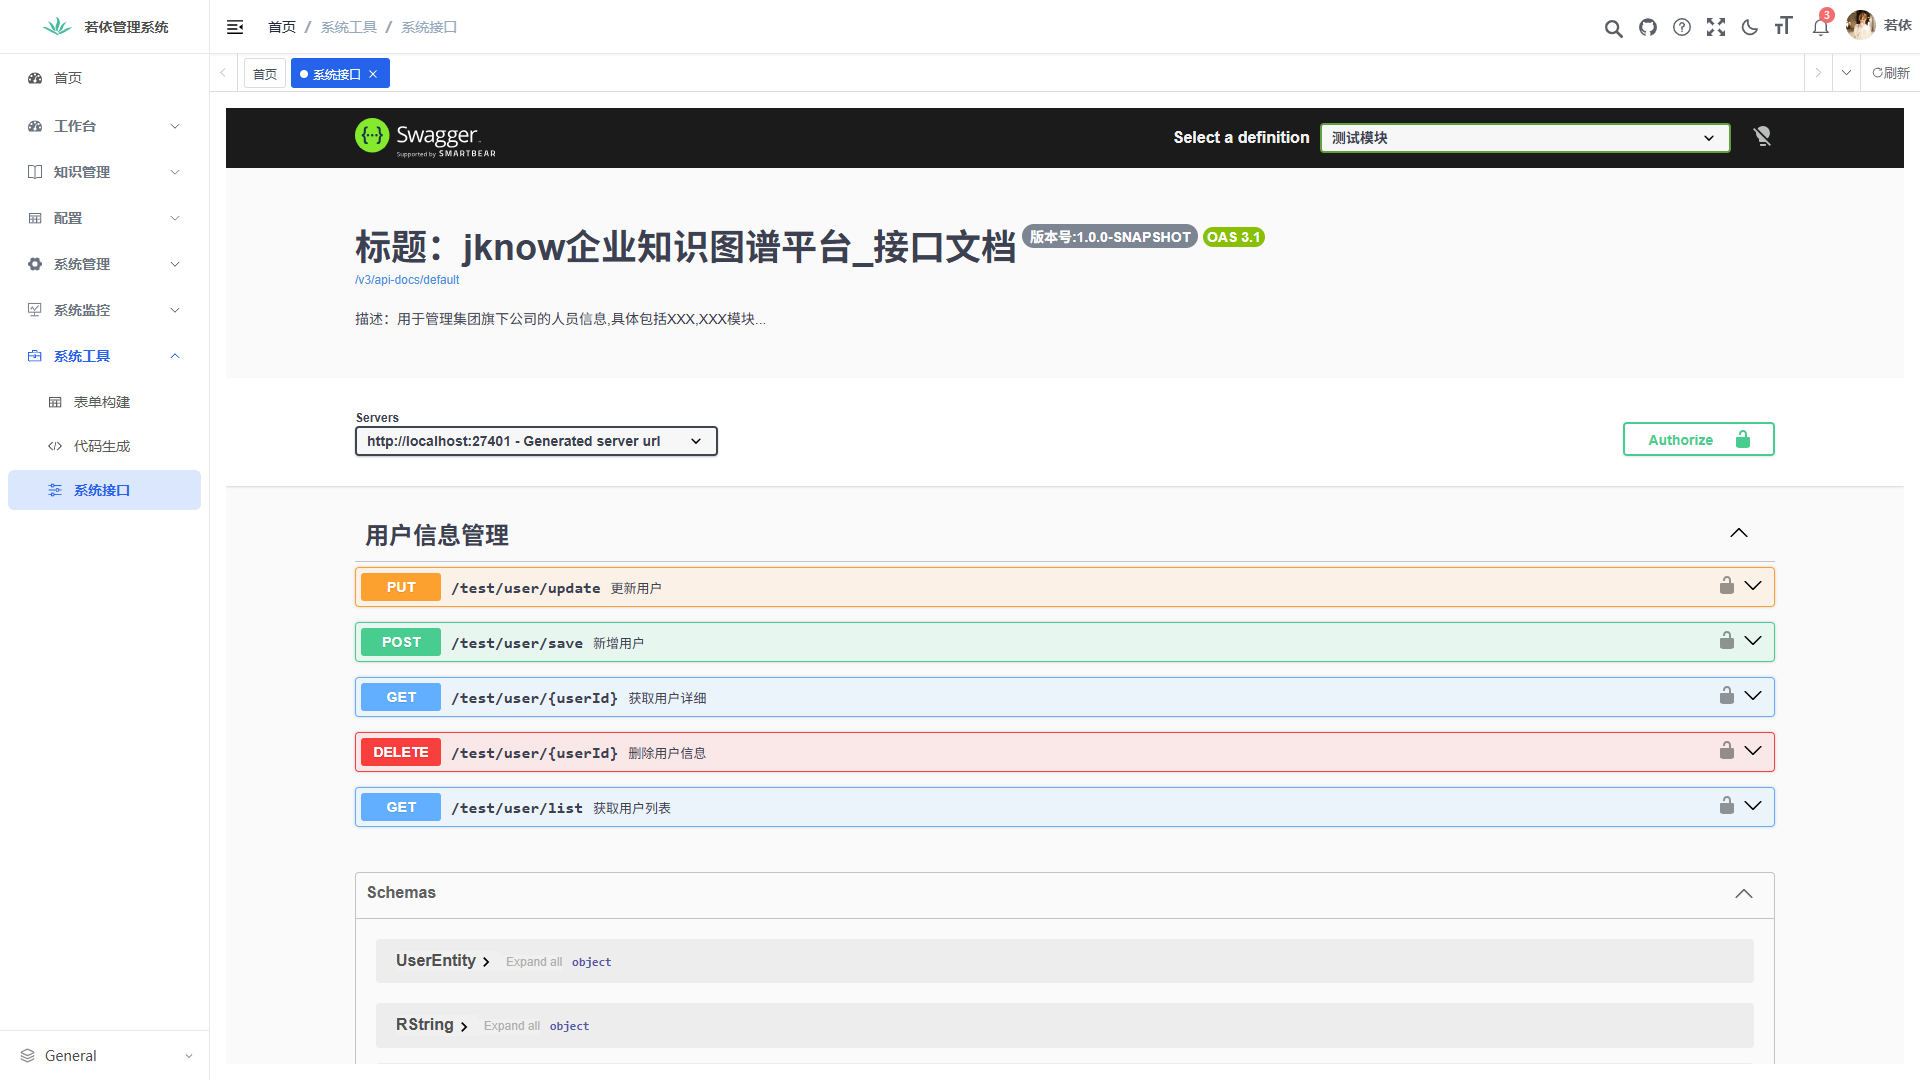 若依管理系统
首页 / 系统工具 / 系统接口
3
若依
首页
系统接口
刷新
首页
工作台
知识管理
配置
系统管理
系统监控
系统工具
表单构建
代码生成
系统接口
General
Swagger
Supported by SMARTBEAR
Select a definition
测试模块
标题：jknow企业知识图谱平台_接口文档
版本号:1.0.0-SNAPSHOT
OAS 3.1
/v3/api-docs/default
描述：用于管理集团旗下公司的人员信息,具体包括XXX,XXX模块...
Servers
http://localhost:27401 - Generated server url
Authorize
用户信息管理
PUT /test/user/update 更新用户
POST /test/user/save 新增用户
GET /test/user/{userId} 获取用户详细
DELETE /test/user/{userId} 删除用户信息
GET /test/user/list 获取用户列表
Schemas
UserEntity Expand all object
RString Expand all object